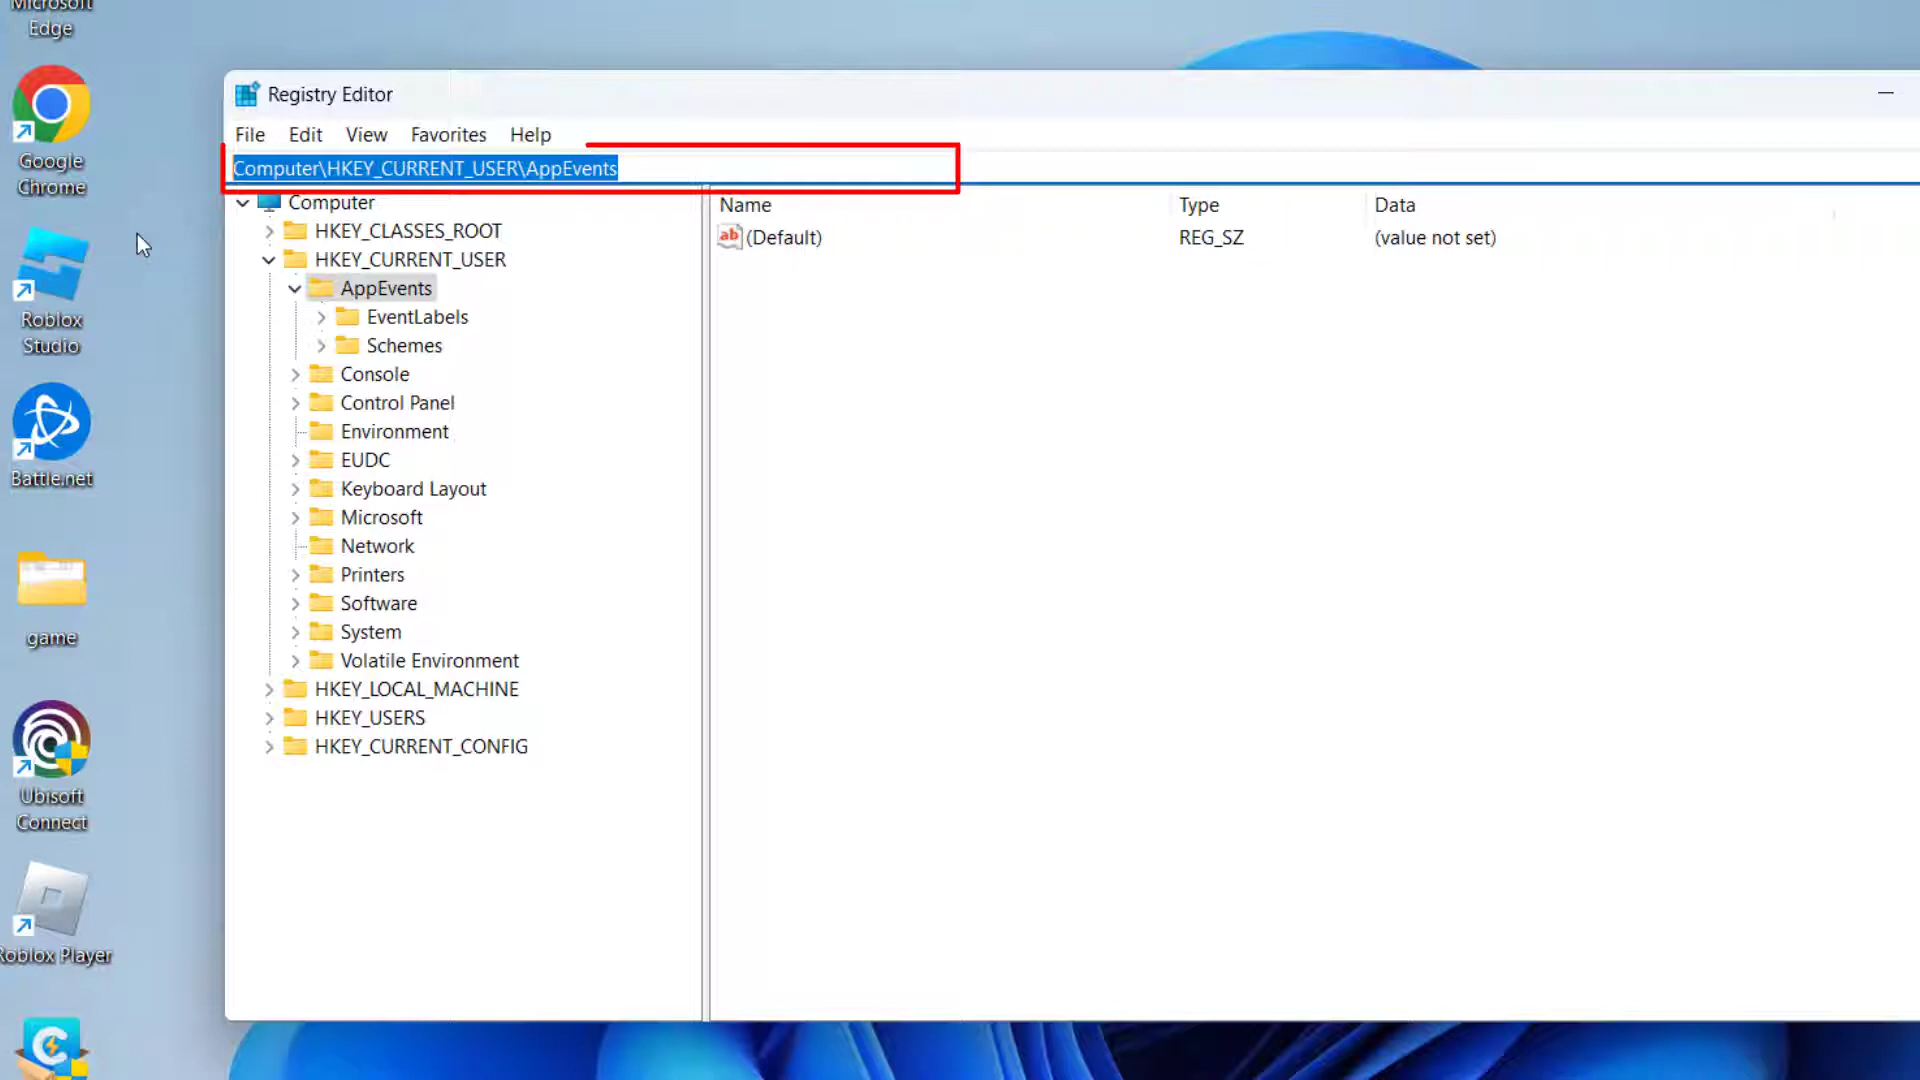 Microsoft
Edge
Google
Chrome
Roblox
Studio
Battle.net
game
Ubisoft
Connect
Roblox Player
Registry Editor
File Edit View Favorites Help
Computer\HKEY_CURRENT_USER\AppEvents
Computer
HKEY_CLASSES_ROOT
HKEY_CURRENT_USER
AppEvents
EventLabels
Schemes
Console
Control Panel
Environment
EUDC
Keyboard Layout
Microsoft
Network
Printers
Software
System
Volatile Environment
HKEY_LOCAL_MACHINE
HKEY_USERS
HKEY_CURRENT_CONFIG
Name Type Data
ab (Default) REG_SZ (value not set)